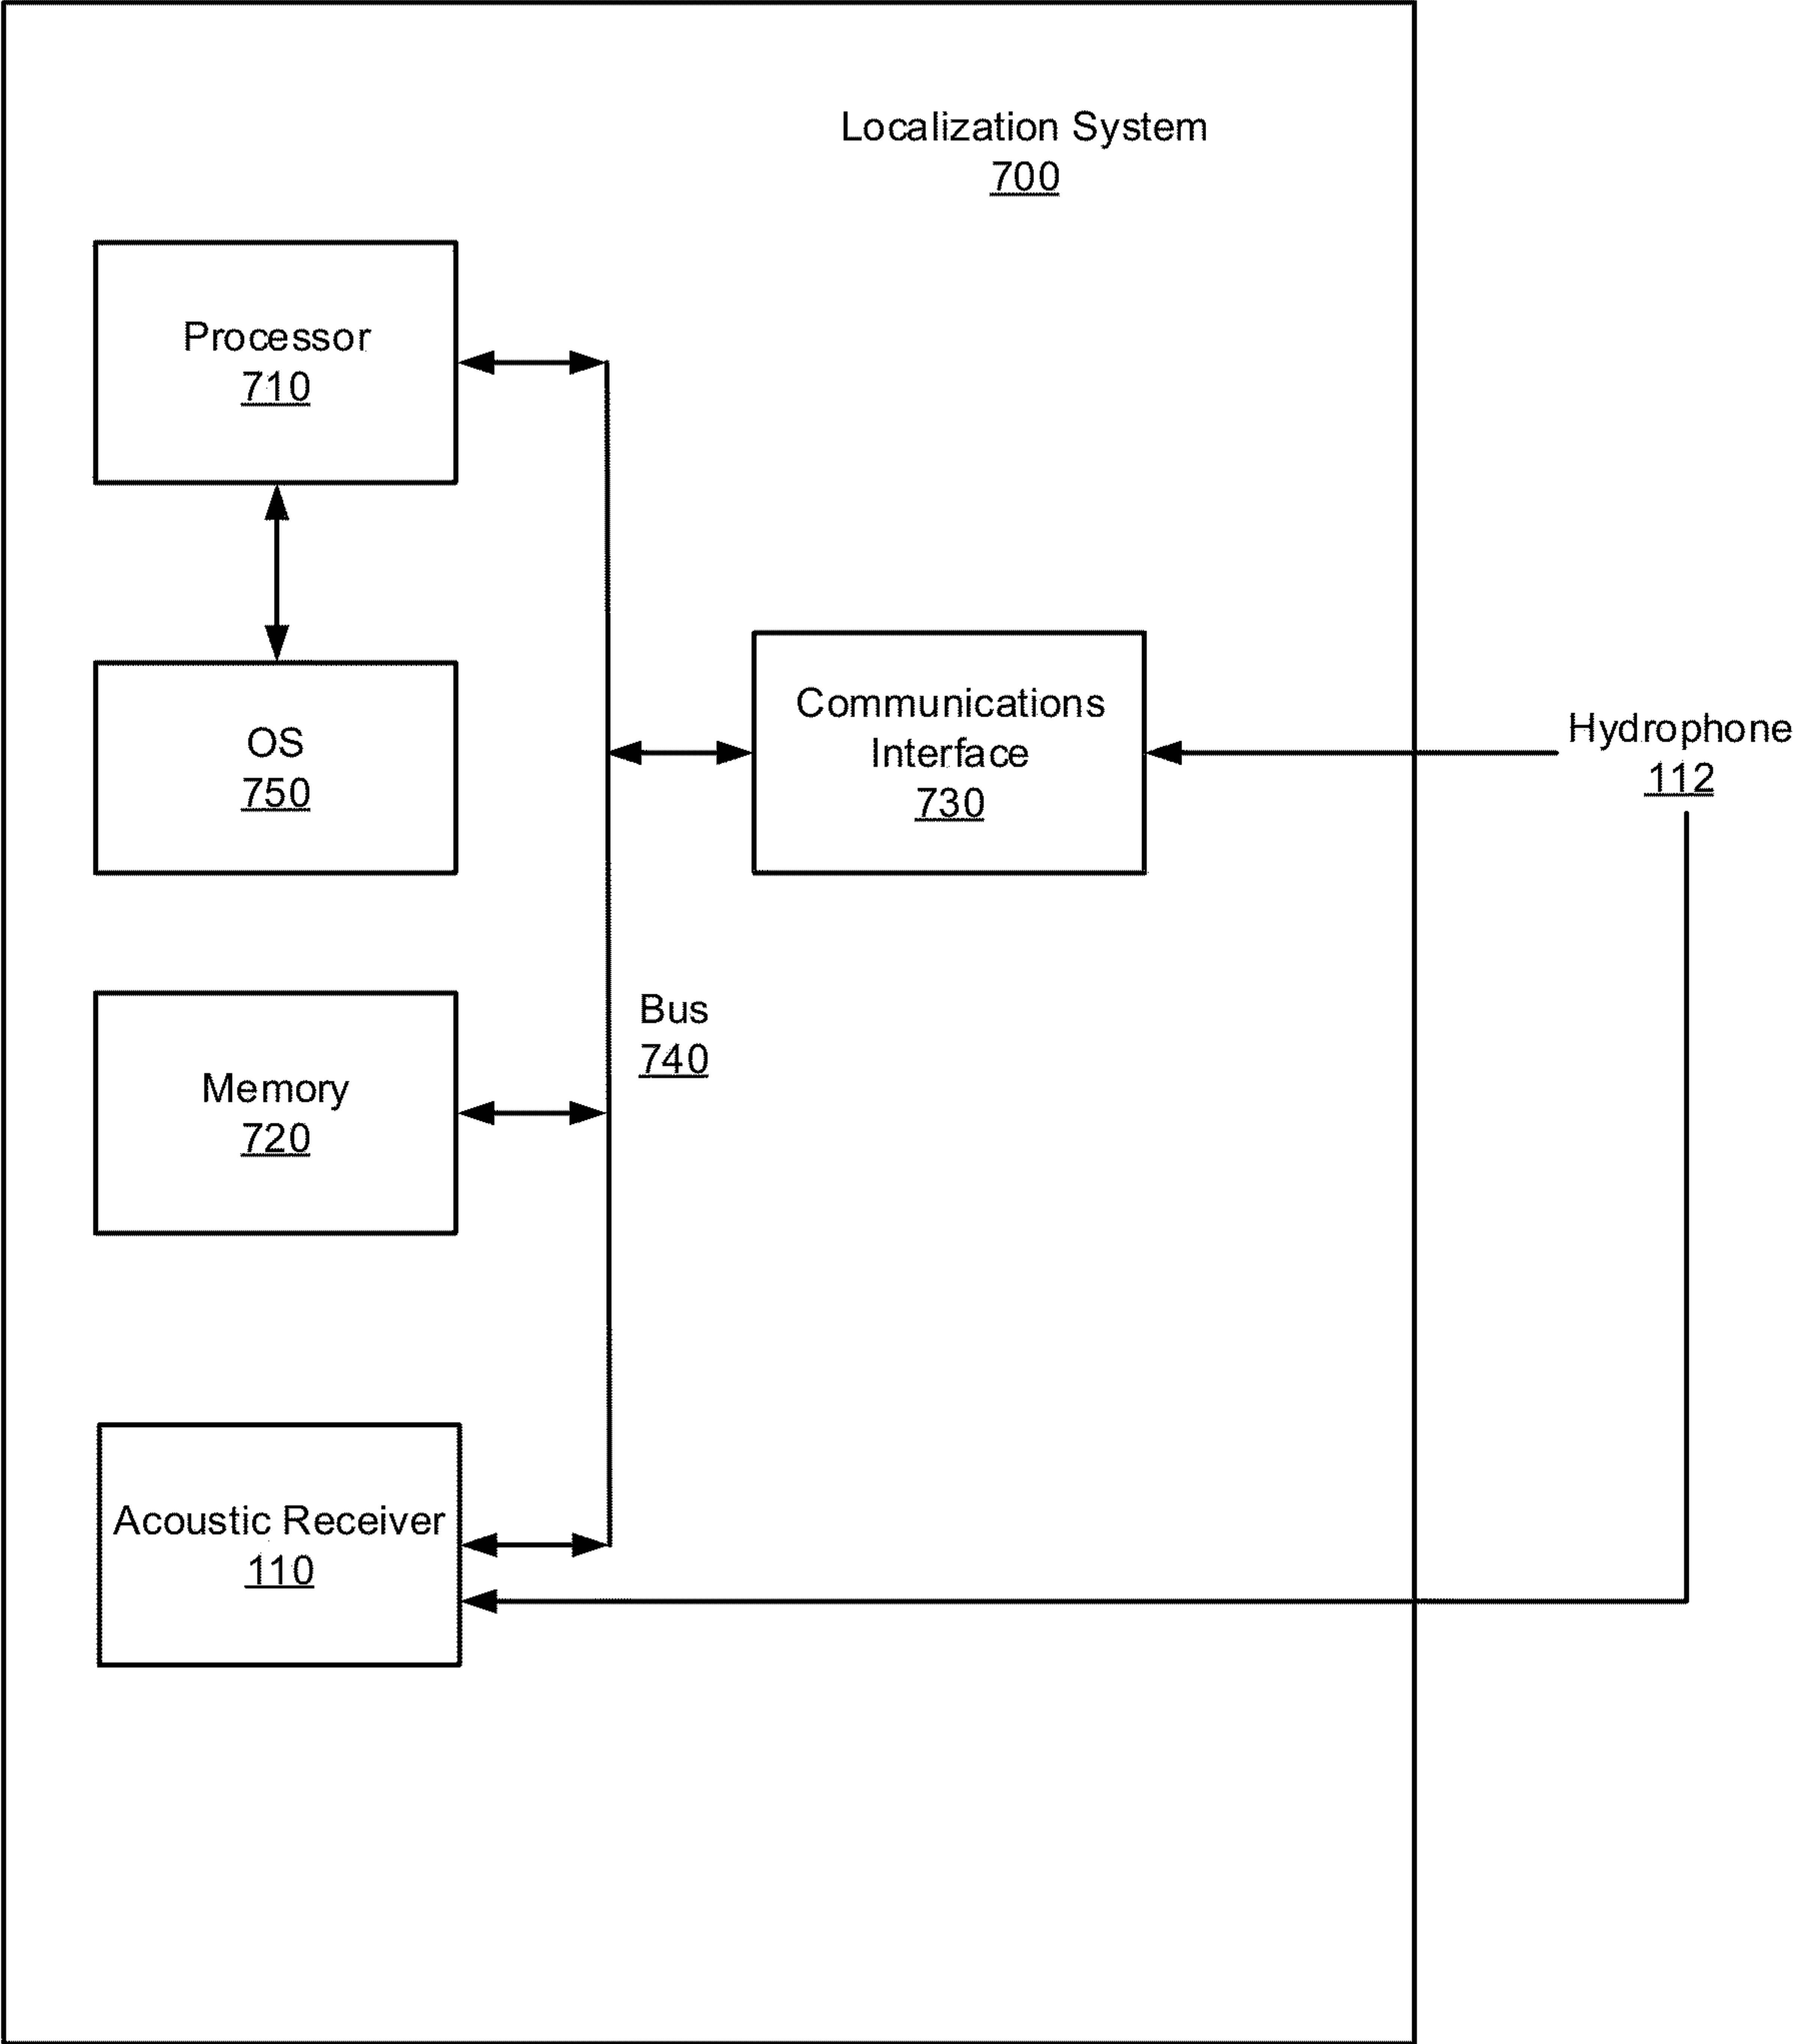 Localization System
700
Processor
710
OS
750
Communications
Interface
730
Hydrophone
112
Bus
740
Memory
720
Acoustic Receiver
110